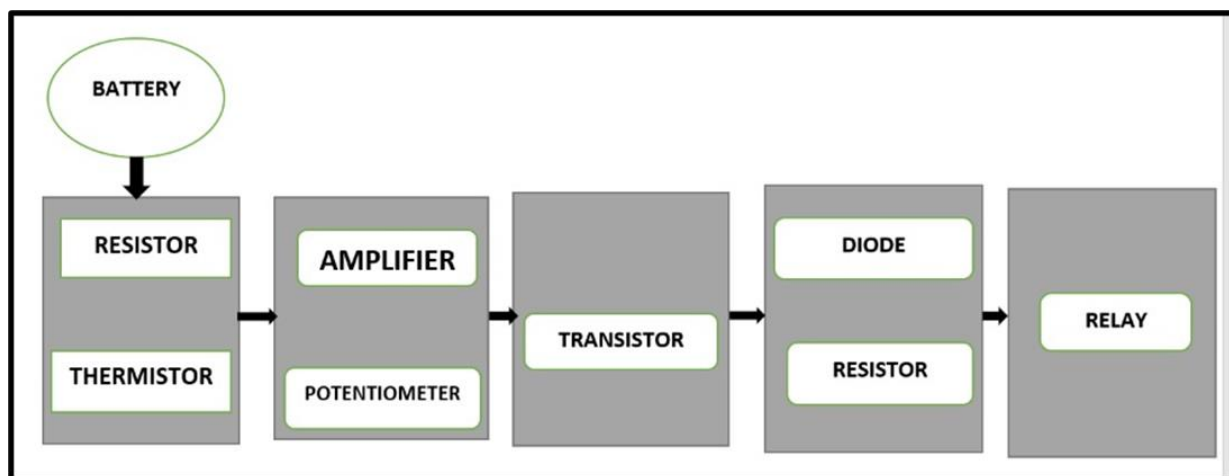 BATTERY
RESISTOR
THERMISTOR
AMPLIFIER
POTENTIOMETER
TRANSISTOR
DIODE
RESISTOR
RELAY